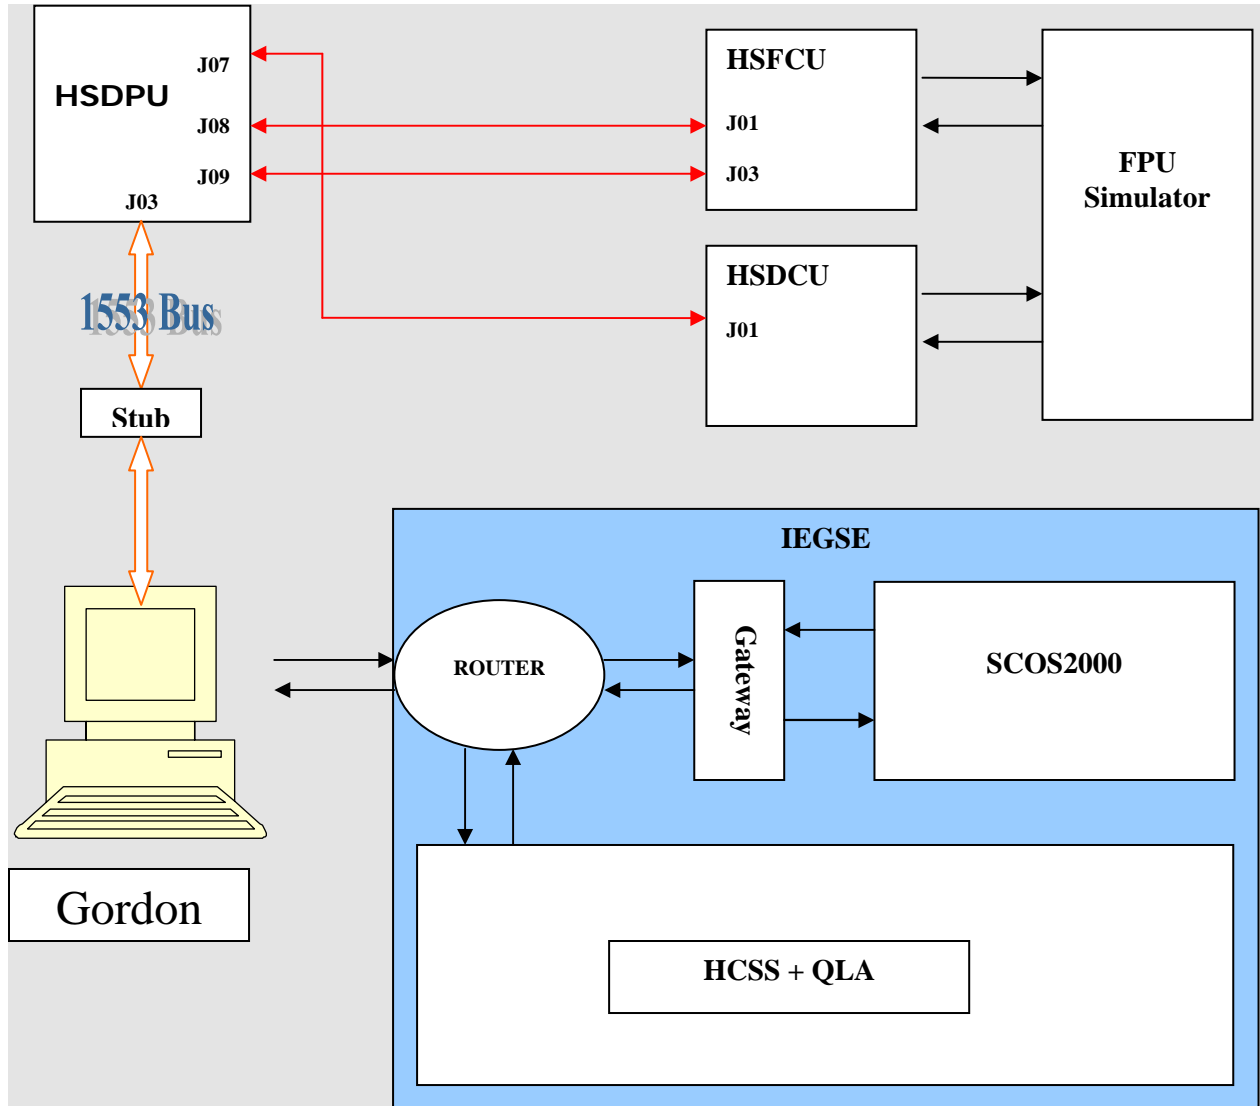 HSDPU
J07
J08
J09
J03
HSFCU
J01
J03
FPU
Simulator
HSDCU
J01
1553 Bus
Stub
IEGSE
ROUTER
Gateway
SCOS2000
HCSS + QLA
Gordon